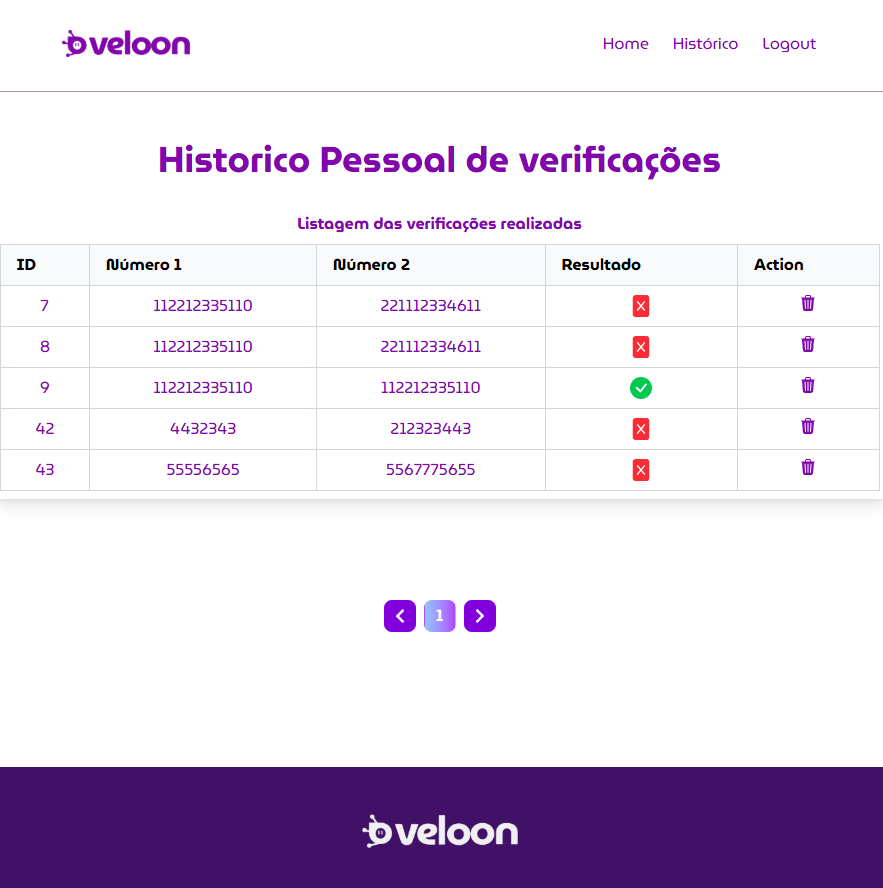 veloon
Home Histórico Logout
Historico Pessoal de verificações
Listagem das verificações realizadas
ID Número 1 Número 2 Resultado Action
7 112212335110 221112334611
8 112212335110 221112334611
9 112212335110 112212335110
42 4432343 212323443
43 55556565 5567775655
1
veloon